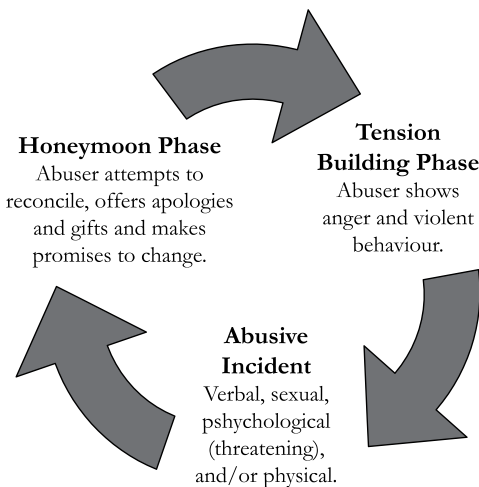 Honeymoon Phase
Abuser attempts to
reconcile, offers apologies
and gifts and makes
promises to change.
Tension
Building Phase
Abuser shows
anger and violent
behaviour.
Abusive
Incident
Verbal, sexual,
pshychological
(threatening),
and/or physical.